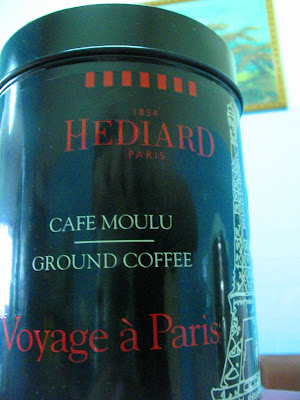 1854
HEDIARD
PARIS
CAFE MOULU
GROUND COFFEE
Voyage à Paris